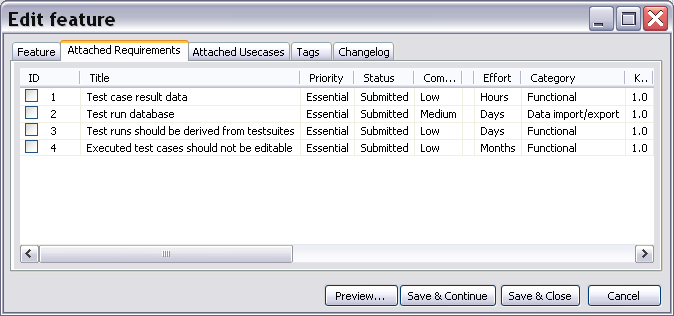 Edit feature
Feature Attached Requirements Attached Usecases Tags Changelog
ID Title Priority Status Com... Effort Category K..
1 Test case result data Essential Submitted Low Hours Functional 1.0
2 Test run database Essential Submitted Medium Days Data import/export 1.0
3 Test runs should be derived from testsuites Essential Submitted Low Days Functional 1.0
4 Executed test cases should not be editable Essential Submitted Low Months Functional 1.0
Preview... Save & Continue Save & Close Cancel